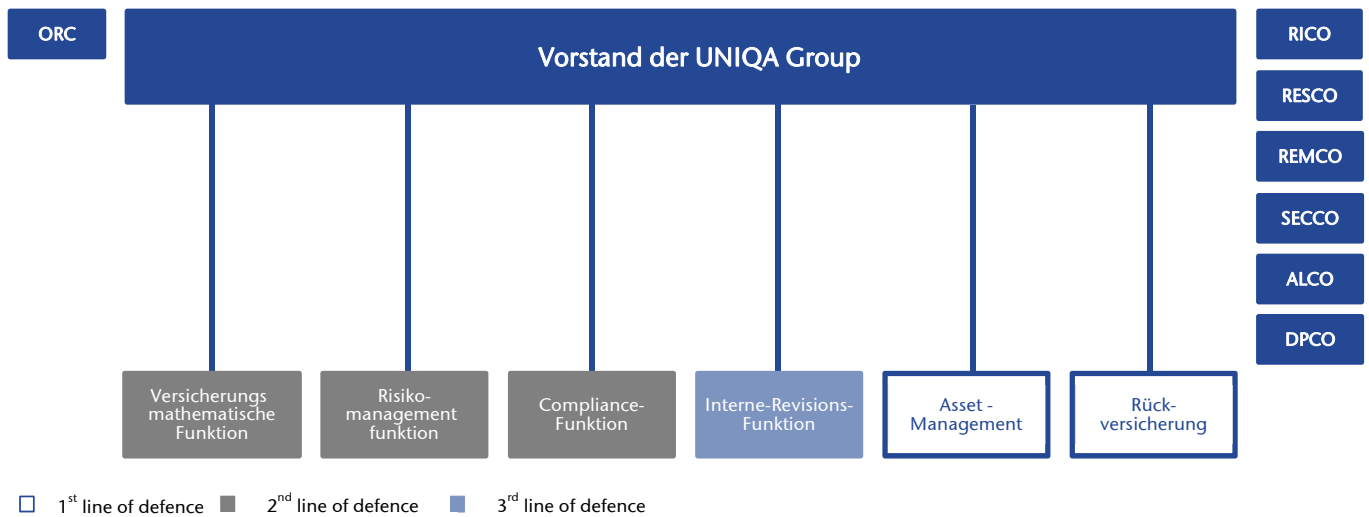 ORC
Vorstand der UNIQA Group
RICO
RESCO
REMCO
SECCO
ALCO
DPCO
Versicherungs
mathematische
Funktion
Risiko-
management
funktion
Compliance-
Funktion
Interne-Revisions-
Funktion
Asset -
Management
Rück-
versicherung
1st line of defence
2nd line of defence
3rd line of defence